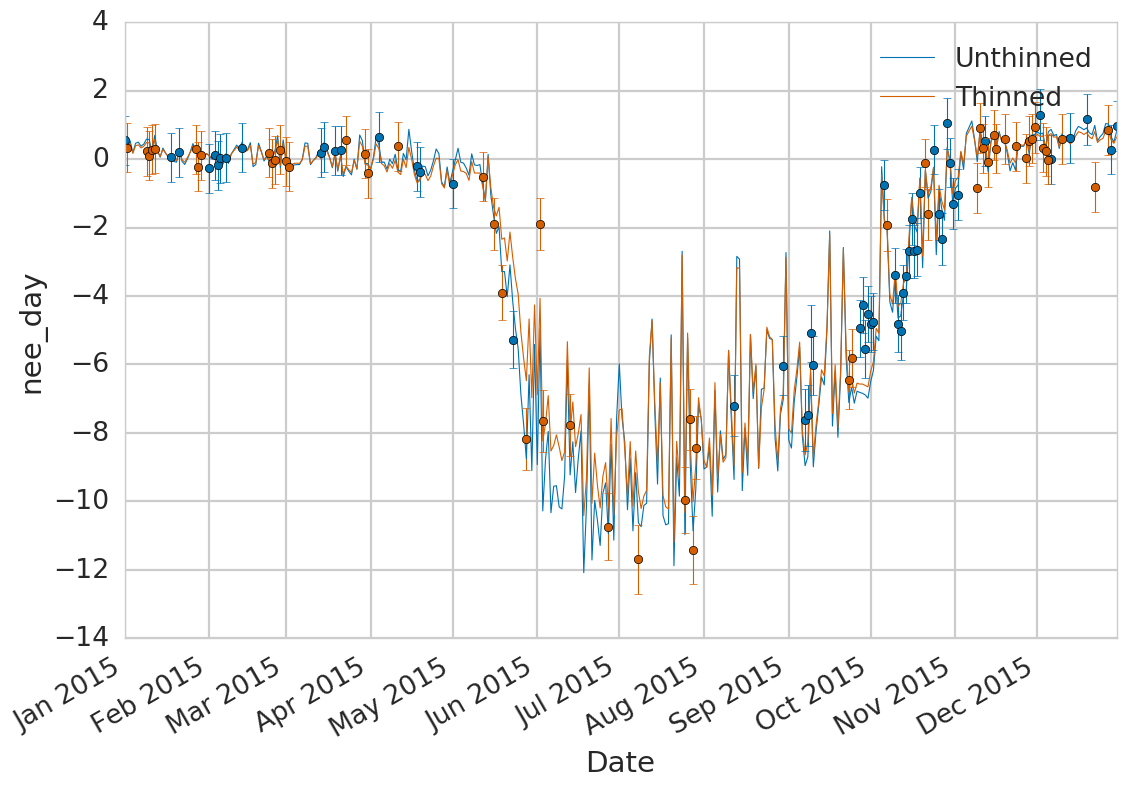 4
2
0
−2
−4
−6
−8
−10
−12
−14
nee_day
Unthinned
Thinned
Jan 2015
Feb 2015
Mar 2015
Apr 2015
May 2015
Jun 2015
Jul 2015
Aug 2015
Sep 2015
Oct 2015
Nov 2015
Dec 2015
Date